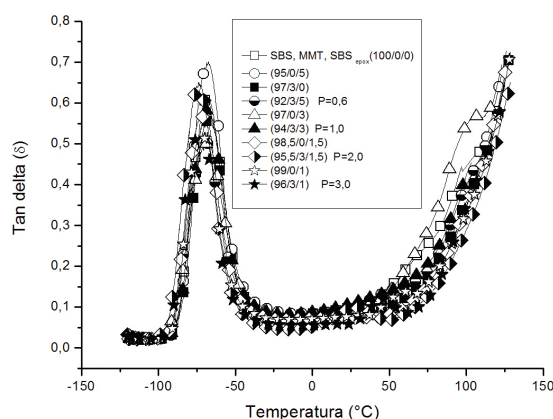 0,8
0,7
0,6
0,5
0,4
0,3
0,2
0,1
0,0
Tan delta (δ)
SBS, MMT, SBS epox (100/0/0)
(95/0/5)
(97/3/0)
(92/3/5) P=0,6
(97/0/3)
(94/3/3) P=1,0
(98,5/0/1,5)
(95,5/3/1,5) P=2,0
(99/0/1)
(96/3/1) P=3,0
-150 -100 -50 0 50 100 150
Temperatura (°C)